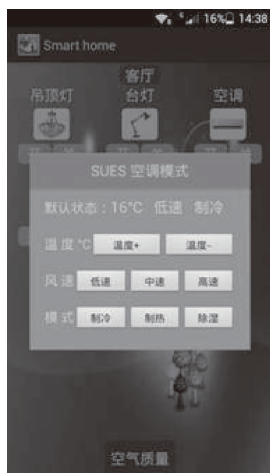 16% 14:38
Smart home
客厅
吊顶灯 台灯 空调
SUES 空调模式
默认状态：16°C 低速 制冷
温度°C 温度+ 温度-
风速 低速 中速 高速
模式 制冷 制热 除湿
空气质量